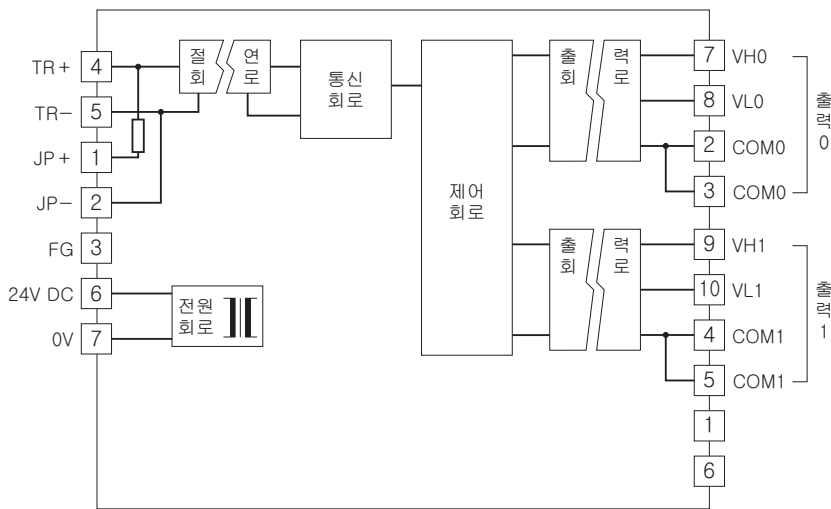 TR+ 4
TR− 5
JP+ 1
JP− 2
FG 3
24V DC 6
0V 7
절 연
회 로
통신
회로
전원
회로
제어
회로
출 력
회 로
7 VH0
8 VL0
2 COM0
3 COM0
출력 0
출 력
회 로
9 VH1
10 VL1
4 COM1
5 COM1
출력 1
1
6